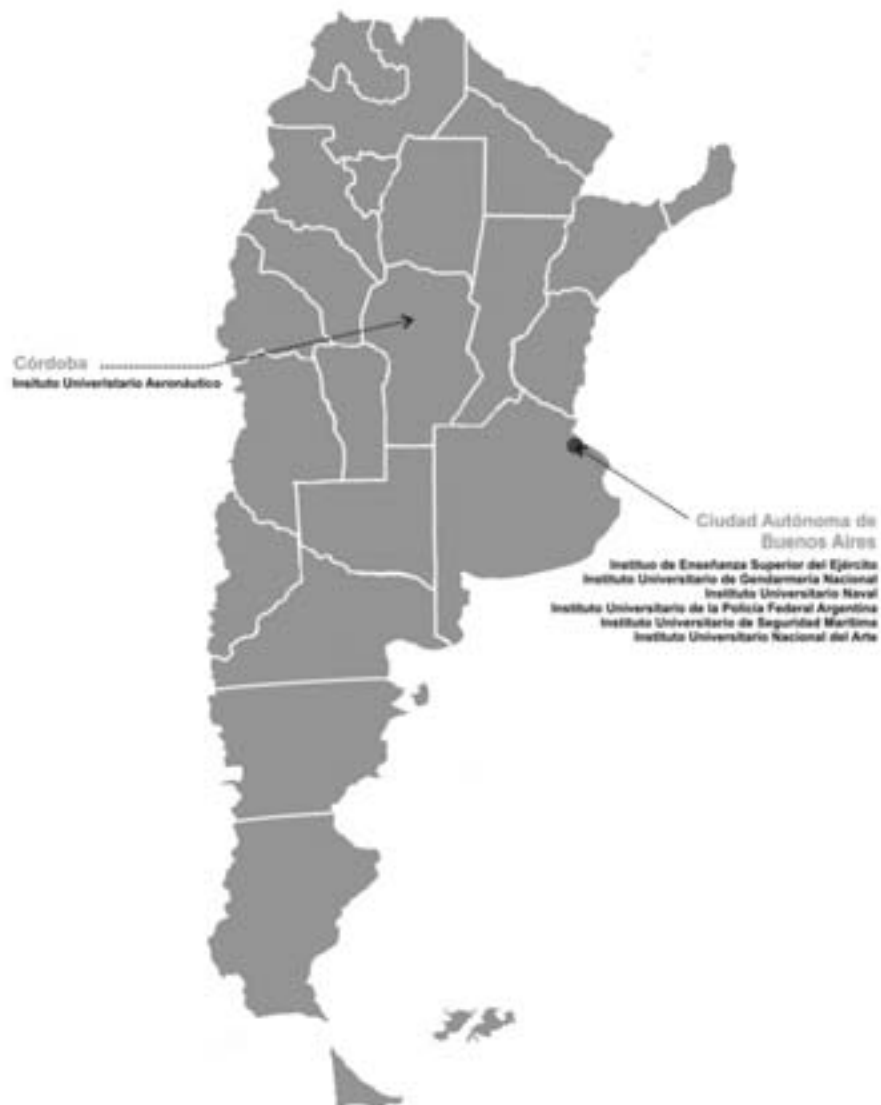 Córdoba
Insituto Univeristario Aeronáutico
Ciudad Autónoma de
Buenos Aires
Instituo de Enseñanza Superior del Ejército
Instituto Universitario de Gendarmería Nacional
Instituto Universitario Naval
Instituto Universitario de la Policía Federal Argentina
Instituto Universitario de Seguridad Marítima
Instituto Universitario Nacional del Arte